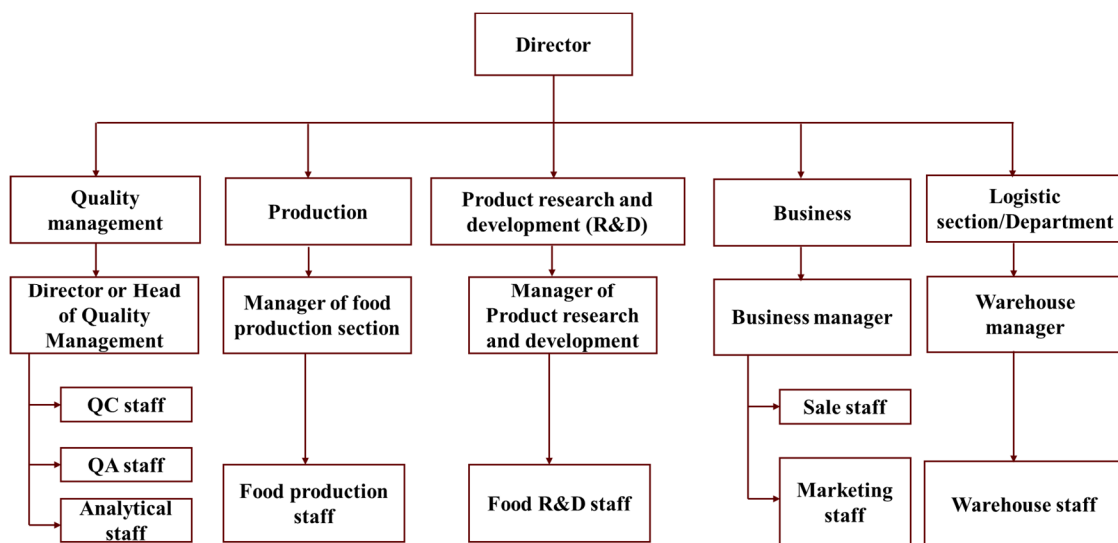 Director
Quality
management
Production
Product research and
development (R&D)
Business
Logistic
section/Department
Director or Head
of Quality
Management
Manager of food
production section
Manager of
Product research
and development
Business manager
Warehouse
manager
QC staff
QA staff
Analytical
staff
Food production
staff
Food R&D staff
Sale staff
Marketing
staff
Warehouse staff